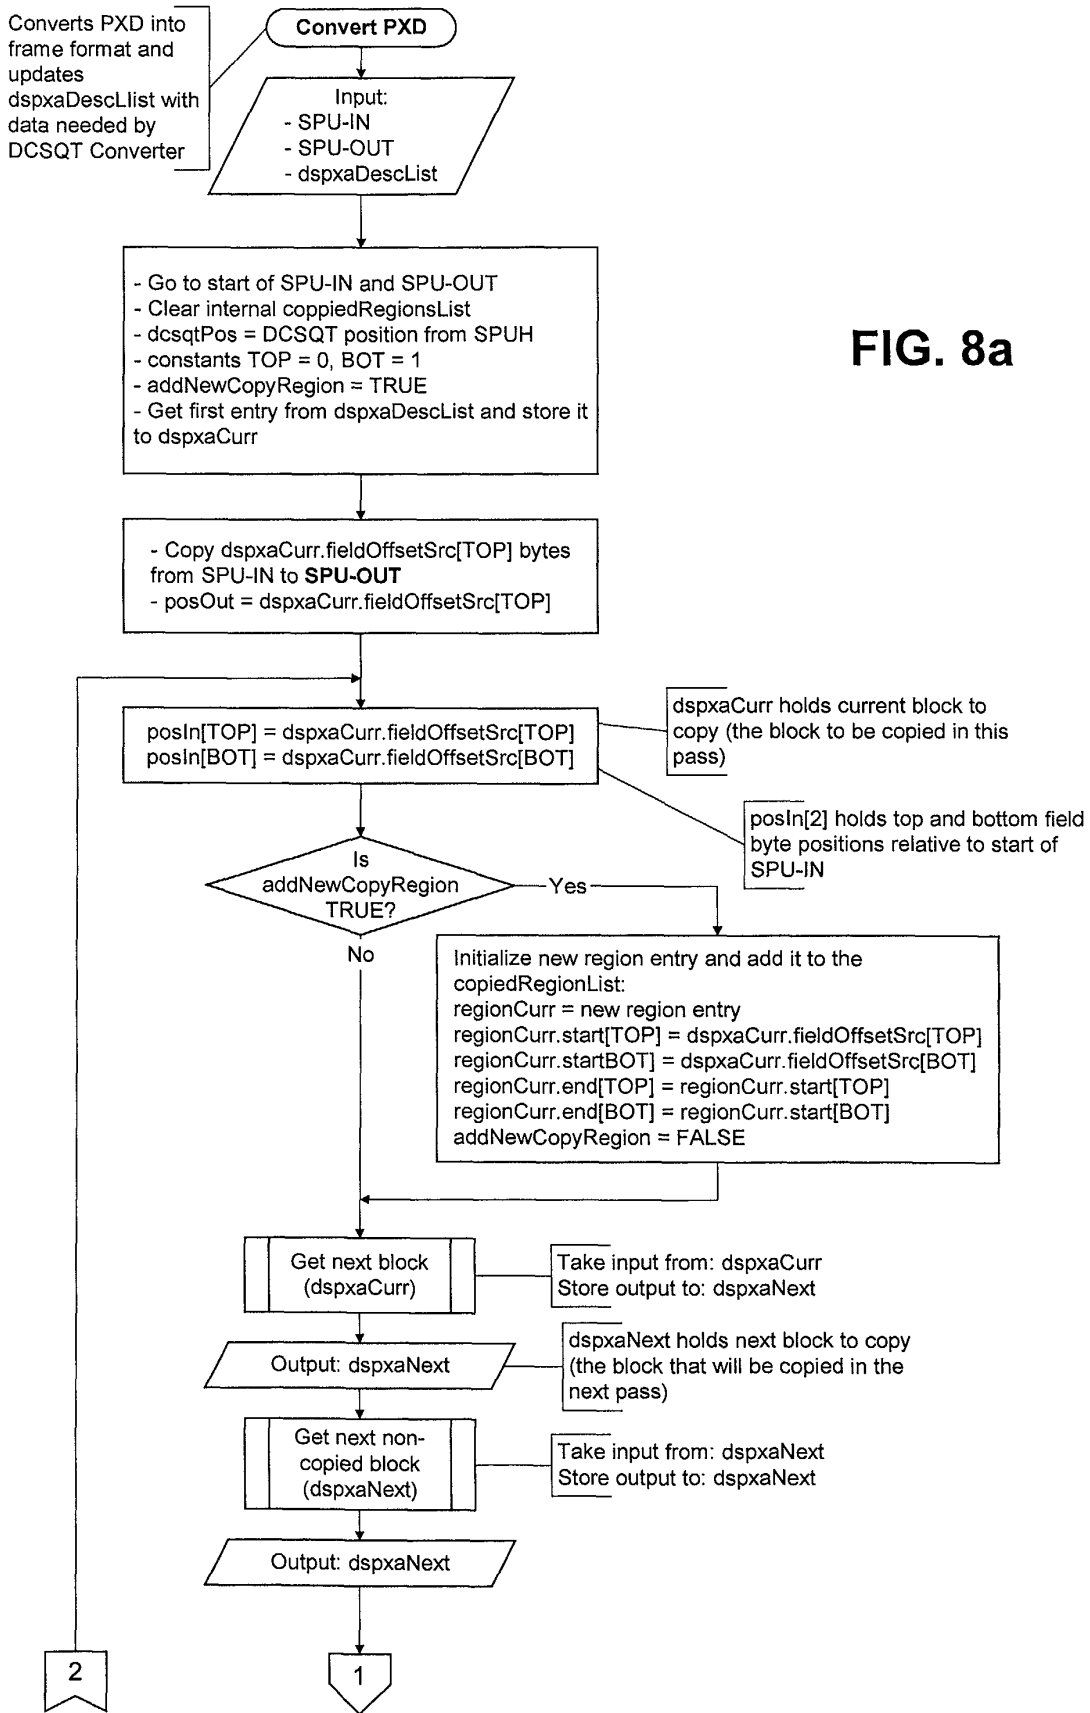 Converts PXD into
frame format and
updates
dspxaDescLlist with
data needed by
DCSQT Converter
Convert PXD
Input:
- SPU-IN
- SPU-OUT
- dspxaDescList
- Go to start of SPU-IN and SPU-OUT
- Clear internal coppiedRegionsList
- dcsqtPos = DCSQT position from SPUH
- constants TOP = 0, BOT = 1
- addNewCopyRegion = TRUE
- Get first entry from dspxaDescList and store it
to dspxaCurr
FIG. 8a
- Copy dspxaCurr.fieldOffsetSrc[TOP] bytes
from SPU-IN to SPU-OUT
- posOut = dspxaCurr.fieldOffsetSrc[TOP]
posIn[TOP] = dspxaCurr.fieldOffsetSrc[TOP]
posIn[BOT] = dspxaCurr.fieldOffsetSrc[BOT]
dspxaCurr holds current block to
copy (the block to be copied in this
pass)
posIn[2] holds top and bottom field
byte positions relative to start of
SPU-IN
Is
addNewCopyRegion
TRUE?
Yes
No
Initialize new region entry and add it to the
copiedRegionList:
regionCurr = new region entry
regionCurr.start[TOP] = dspxaCurr.fieldOffsetSrc[TOP]
regionCurr.startBOT] = dspxaCurr.fieldOffsetSrc[BOT]
regionCurr.end[TOP] = regionCurr.start[TOP]
regionCurr.end[BOT] = regionCurr.start[BOT]
addNewCopyRegion = FALSE
Get next block
(dspxaCurr)
Take input from: dspxaCurr
Store output to: dspxaNext
Output: dspxaNext
dspxaNext holds next block to copy
(the block that will be copied in the
next pass)
Get next non-
copied block
(dspxaNext)
Take input from: dspxaNext
Store output to: dspxaNext
Output: dspxaNext
2
1